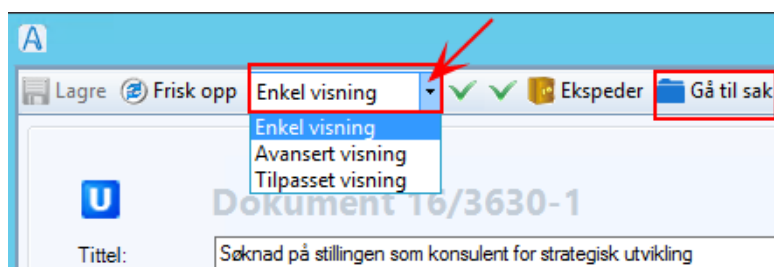 A
Lagre Frisk opp Enkel visning Ekspeder Gå til sak
Enkel visning
Avansert visning
Tilpasset visning
U
Dokument 16/3630-1
Tittel: Søknad på stillingen som konsulent for strategisk utvikling